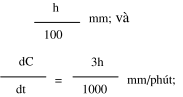 h
100
mm; và
dC
dt
=
3h
1000
mm/phút;